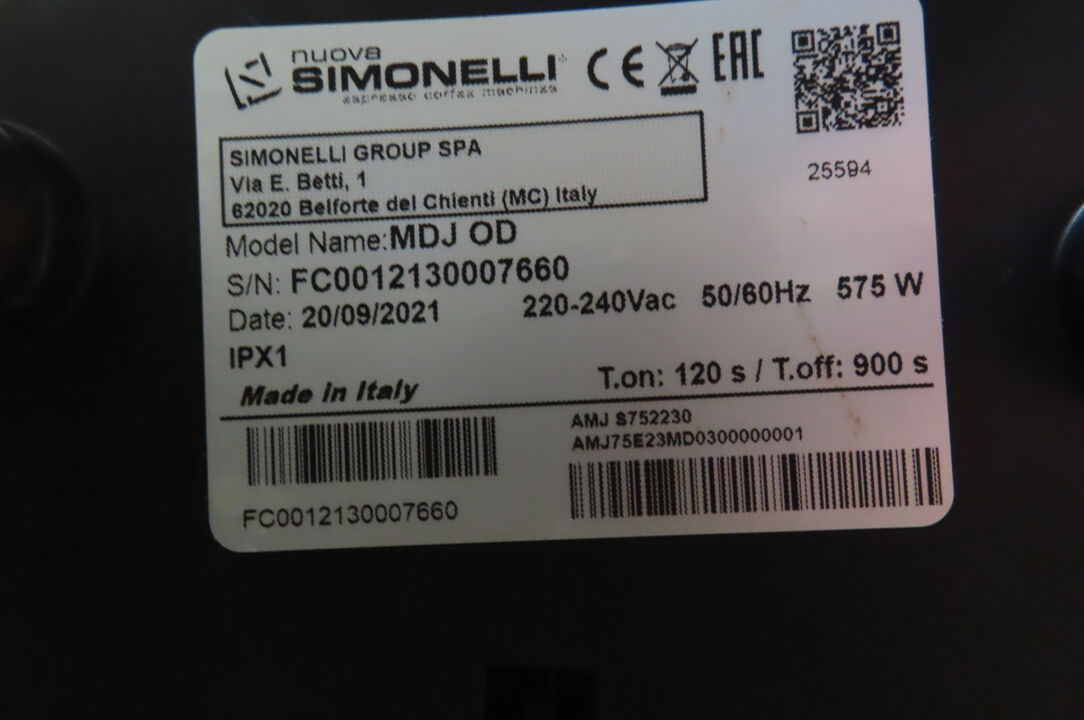 nuova
SIMONELLI
espresso coffee machines
CE EAC
25594
SIMONELLI GROUP SPA
Via E. Betti, 1
62020 Belforte del Chienti (MC) Italy
Model Name:MDJ OD
S/N: FC0012130007660
Date: 20/09/2021 220-240Vac 50/60Hz 575 W
IPX1
T.on: 120 s / T.off: 900 s
Made in Italy
AMJ S752230
AMJ75E23MD0300000001
FC0012130007660